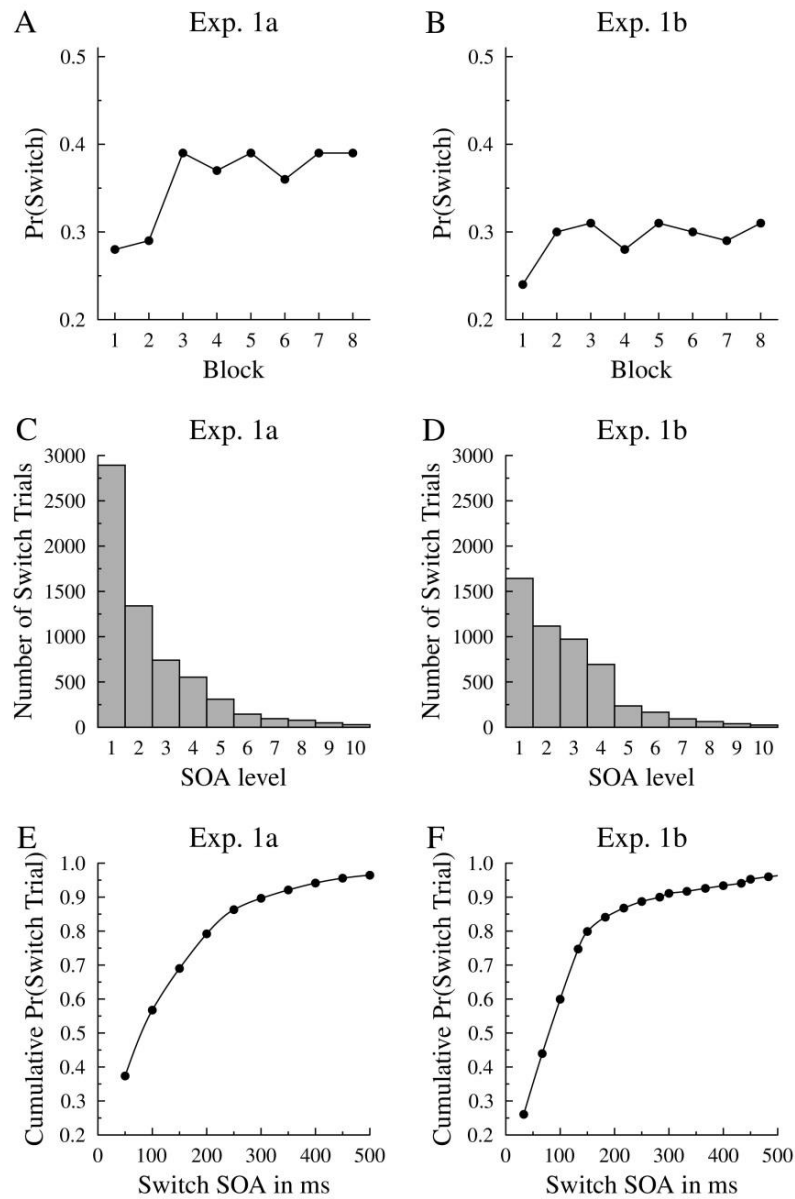 A Exp. 1a
0.5
0.4
0.3
0.2
Pr(Switch)
1 2 3 4 5 6 7 8
Block
B Exp. 1b
0.5
0.4
0.3
0.2
Pr(Switch)
1 2 3 4 5 6 7 8
Block
C Exp. 1a
3000
2500
2000
1500
1000
500
0
Number of Switch Trials
1 2 3 4 5 6 7 8 9 10
SOA level
D Exp. 1b
3000
2500
2000
1500
1000
500
0
Number of Switch Trials
1 2 3 4 5 6 7 8 9 10
SOA level
E Exp. 1a
1.0
0.9
0.8
0.7
0.6
0.5
0.4
0.3
0.2
Cumulative Pr(Switch Trial)
0 100 200 300 400 500
Switch SOA in ms
F Exp. 1b
1.0
0.9
0.8
0.7
0.6
0.5
0.4
0.3
0.2
Cumulative Pr(Switch Trial)
0 100 200 300 400 500
Switch SOA in ms